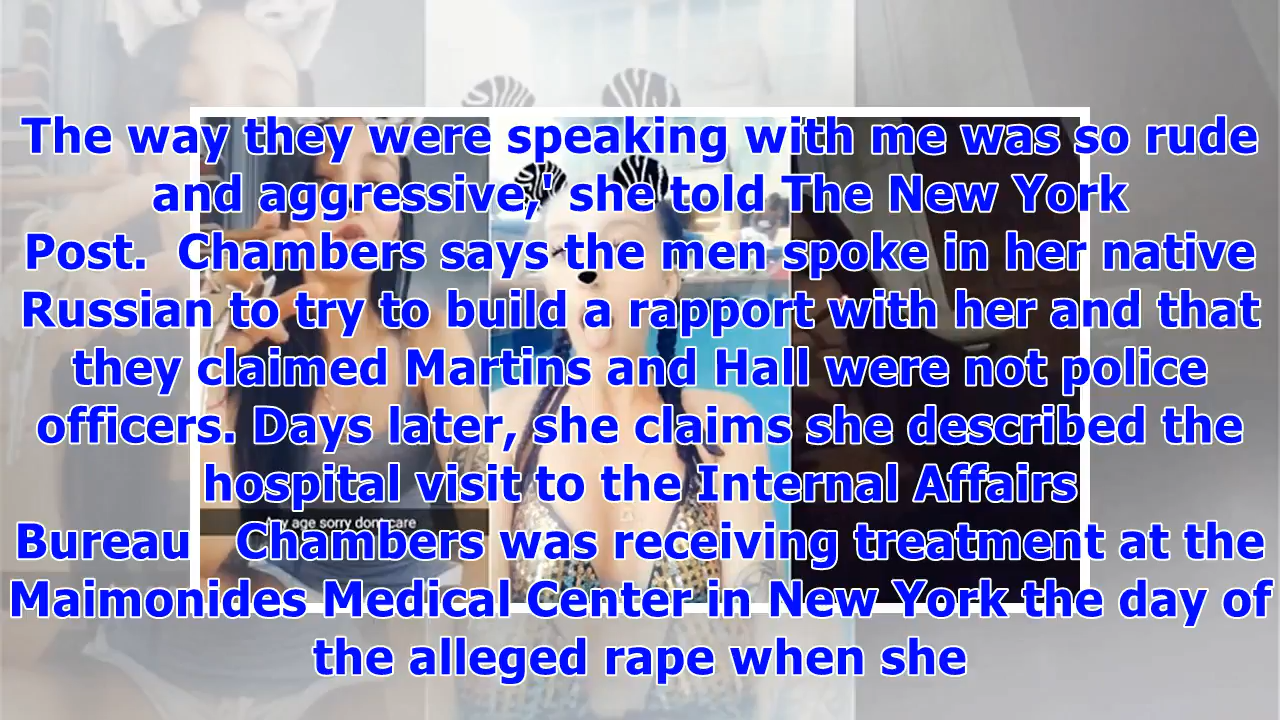 The way they were speaking with me was so rude
and aggressive,' she told The New York
Post.  Chambers says the men spoke in her native
Russian to try to build a rapport with her and that
they claimed Martins and Hall were not police
officers. Days later, she claims she described the
hospital visit to the Internal Affairs
age sorry dont care
Bureau   Chambers was receiving treatment at the
Maimonides Medical Center in New York the day of
the alleged rape when she